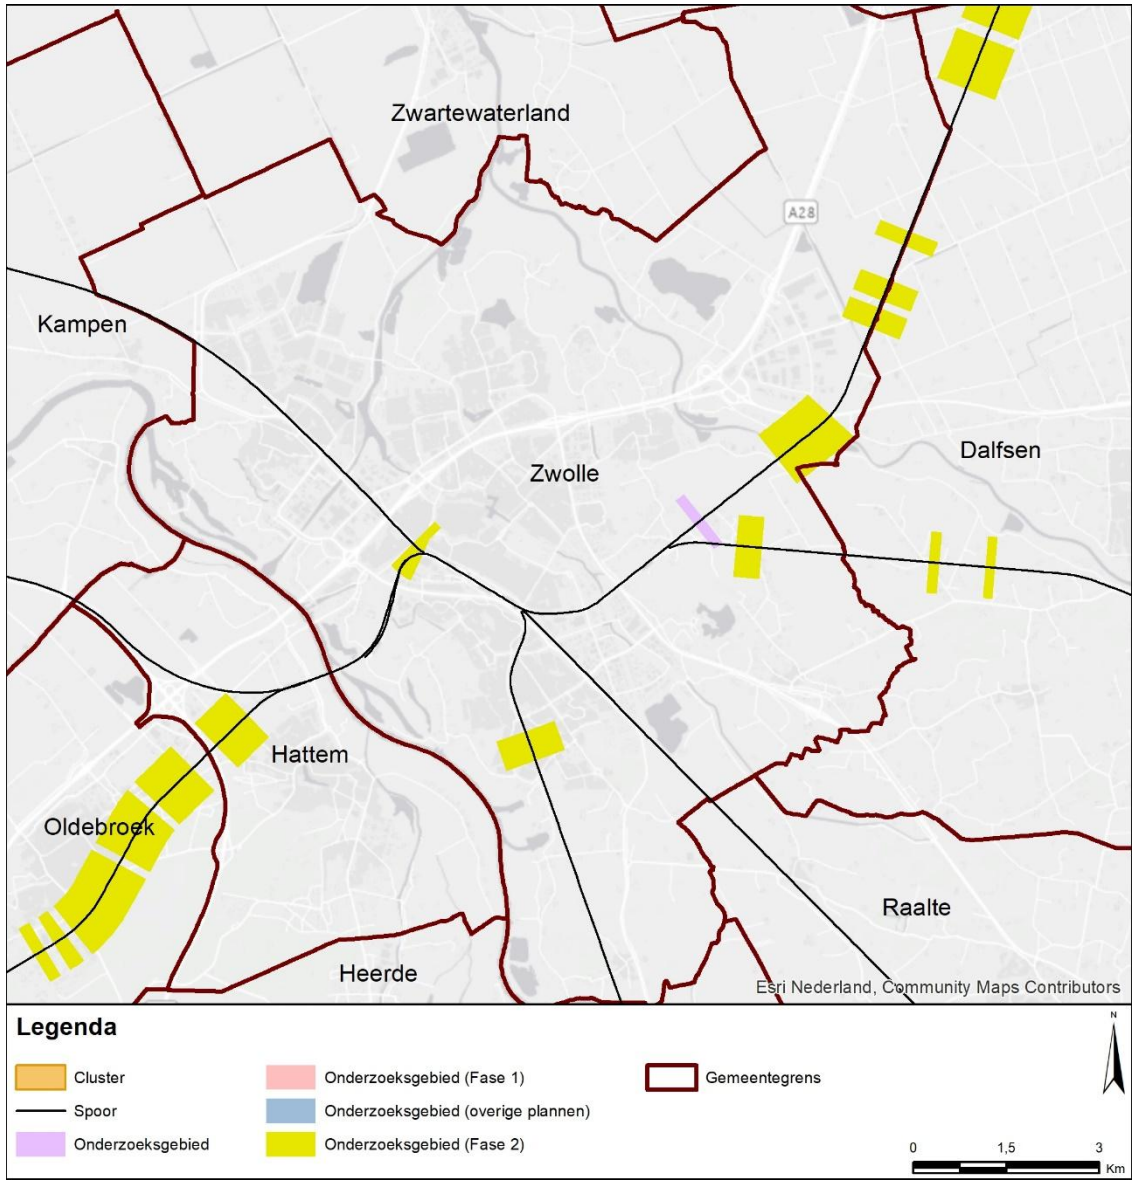 Zwartewaterland
A28
Kampen
Zwolle
Dalfsen
Hattem
Oldebroek
Raalte
Heerde
Esri Nederland, Community Maps Contributors
Legenda
N
Cluster
Onderzoeksgebied (Fase 1)
Gemeentegrens
Spoor
Onderzoeksgebied (overige plannen)
Onderzoeksgebied
Onderzoeksgebied (Fase 2)
0 1,5 3
Km